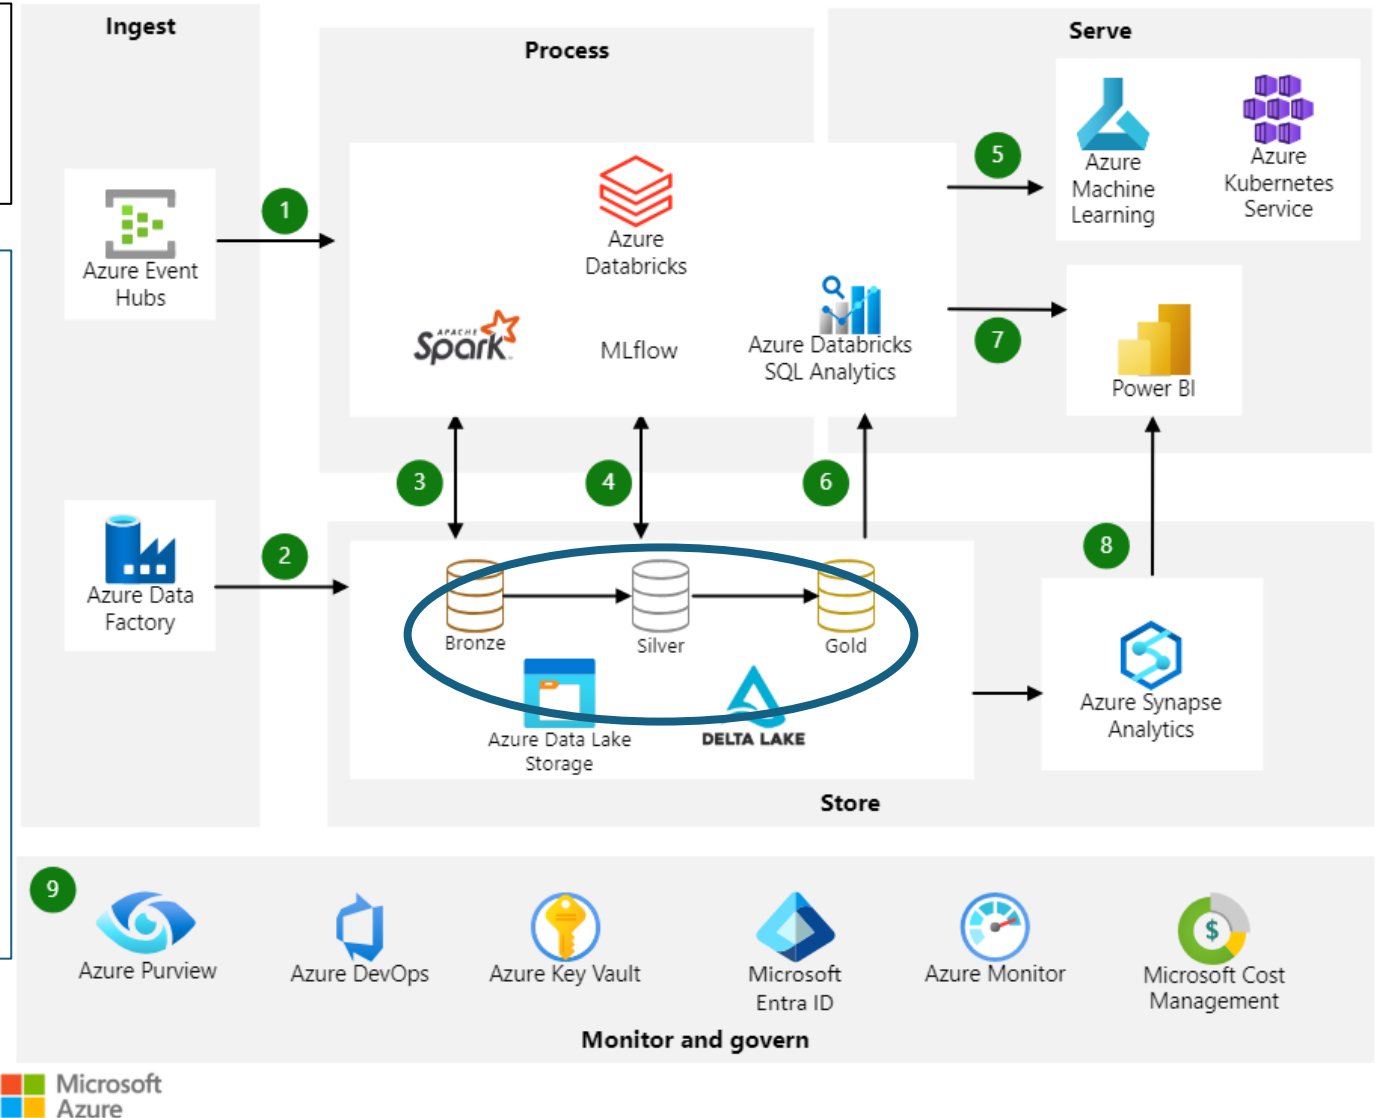 Ingest
Process
Serve
Azure
Machine
Learning
Azure
Kubernetes
Service
5
1
Azure
Databricks
Azure Event
Hubs
APACHE
Spark
MLflow
Azure Databricks
SQL Analytics
7
Power BI
3
4
6
8
2
Azure Data
Factory
Bronze
Silver
Gold
Azure Data Lake
Storage
DELTA LAKE
Azure Synapse
Analytics
Store
9
Azure Purview
Azure DevOps
Azure Key Vault
Microsoft
Entra ID
Azure Monitor
$
Microsoft Cost
Management
Monitor and govern
Microsoft
Azure